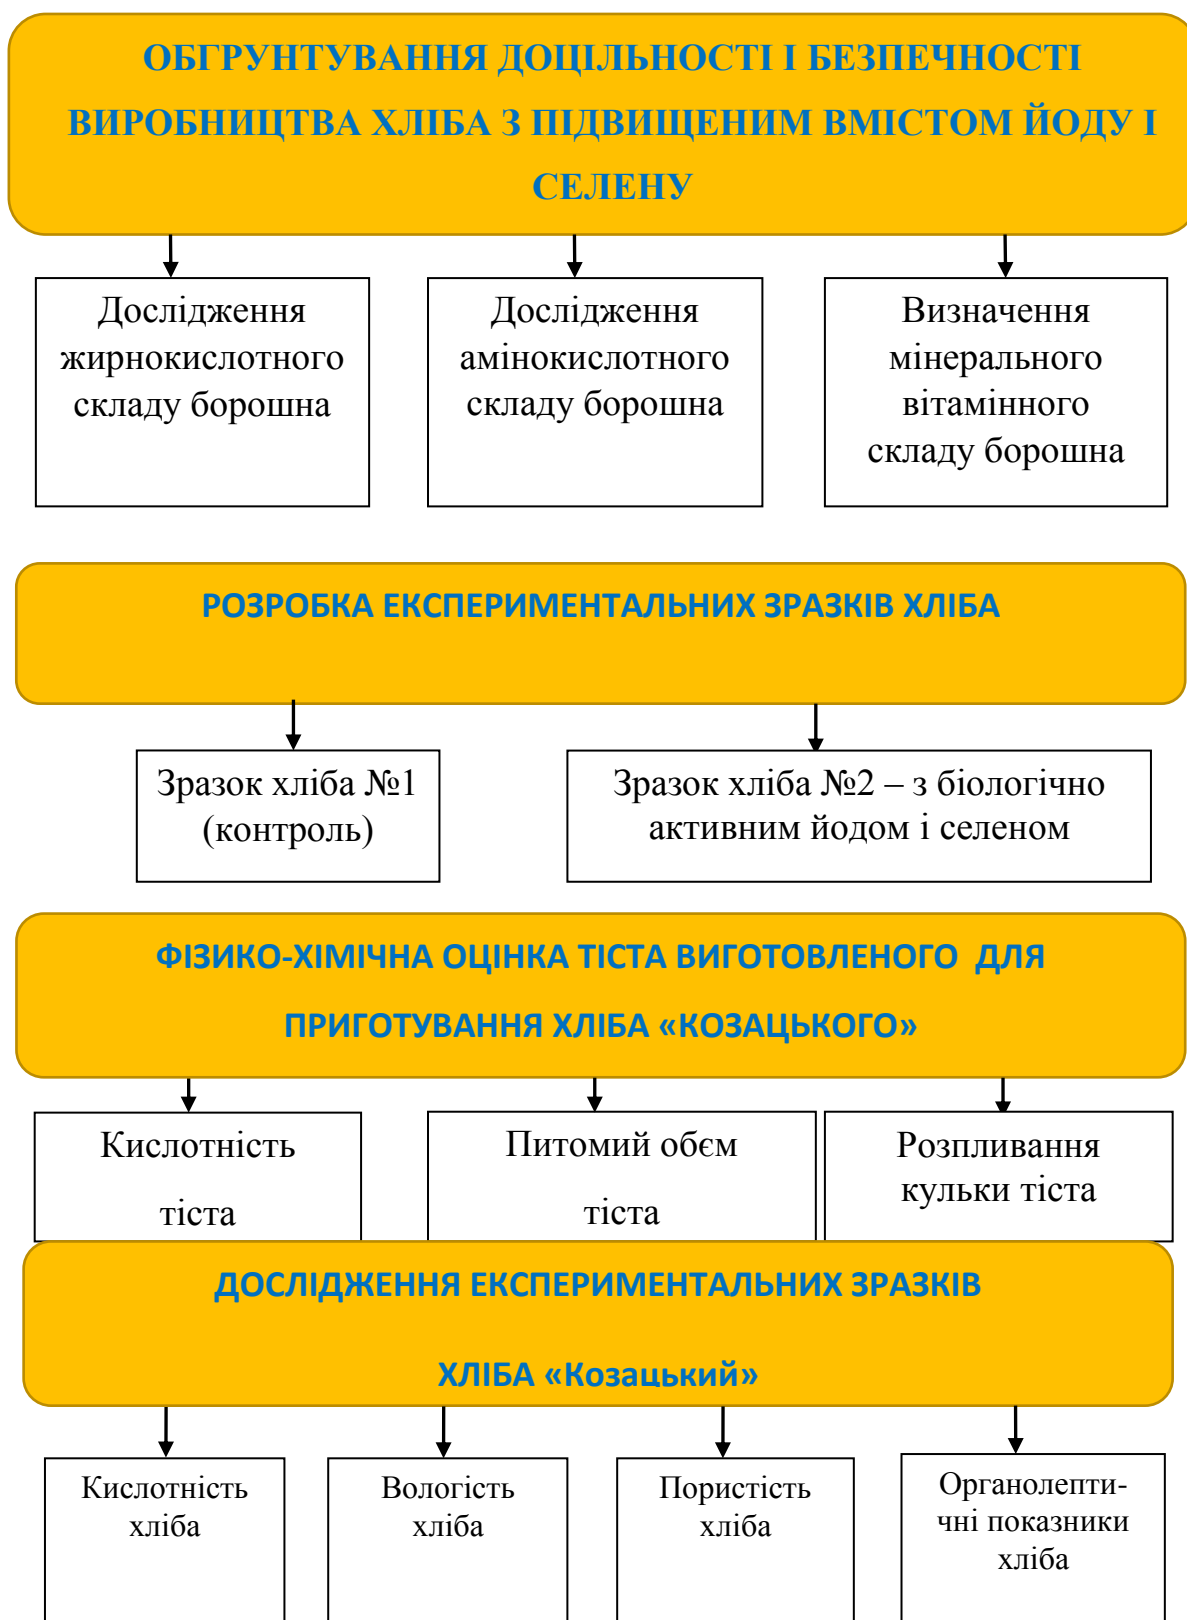 ОБГРУНТУВАННЯ ДОЦІЛЬНОСТІ І БЕЗПЕЧНОСТІ
ВИРОБНИЦТВА ХЛІБА З ПІДВИЩЕНИМ ВМІСТОМ ЙОДУ І
СЕЛЕНУ
Дослідження
жирнокислотного
складу борошна
Дослідження
амінокислотного
складу борошна
Визначення
мінерального
вітамінного
складу борошна
РОЗРОБКА ЕКСПЕРИМЕНТАЛЬНИХ ЗРАЗКІВ ХЛІБА
Зразок хліба №1
(контроль)
Зразок хліба №2 – з біологічно
активним йодом і селеном
ФІЗИКО-ХІМІЧНА ОЦІНКА ТІСТА ВИГОТОВЛЕНОГО ДЛЯ
ПРИГОТУВАННЯ ХЛІБА «КОЗАЦЬКОГО»
Кислотність
тіста
Питомий обєм
тіста
Розпливання
кульки тіста
ДОСЛІДЖЕННЯ ЕКСПЕРИМЕНТАЛЬНИХ ЗРАЗКІВ
ХЛІБА «Козацький»
Кислотність
хліба
Вологість
хліба
Пористість
хліба
Органолепти-
чні показники
хліба